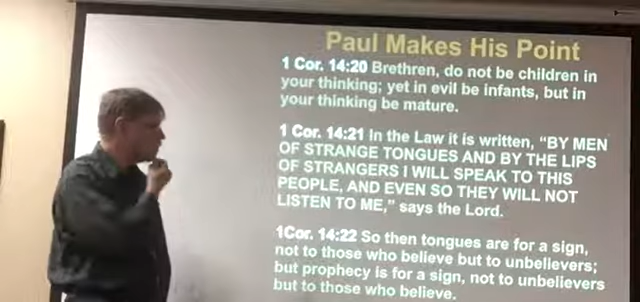 Paul Makes His Point
1 Cor. 14:20 Brethren, do not be children in
your thinking; yet in evil be infants, but in
your thinking be mature.
1 Cor. 14:21 In the Law it is written, “BY MEN
OF STRANGE TONGUES AND BY THE LIPS
OF STRANGERS I WILL SPEAK TO THIS
PEOPLE, AND EVEN SO THEY WILL NOT
LISTEN TO ME,” says the Lord.
1Cor. 14:22 So then tongues are for a sign,
not to those who believe but to unbelievers;
but prophecy is for a sign, not to unbelievers
but to those who believe.